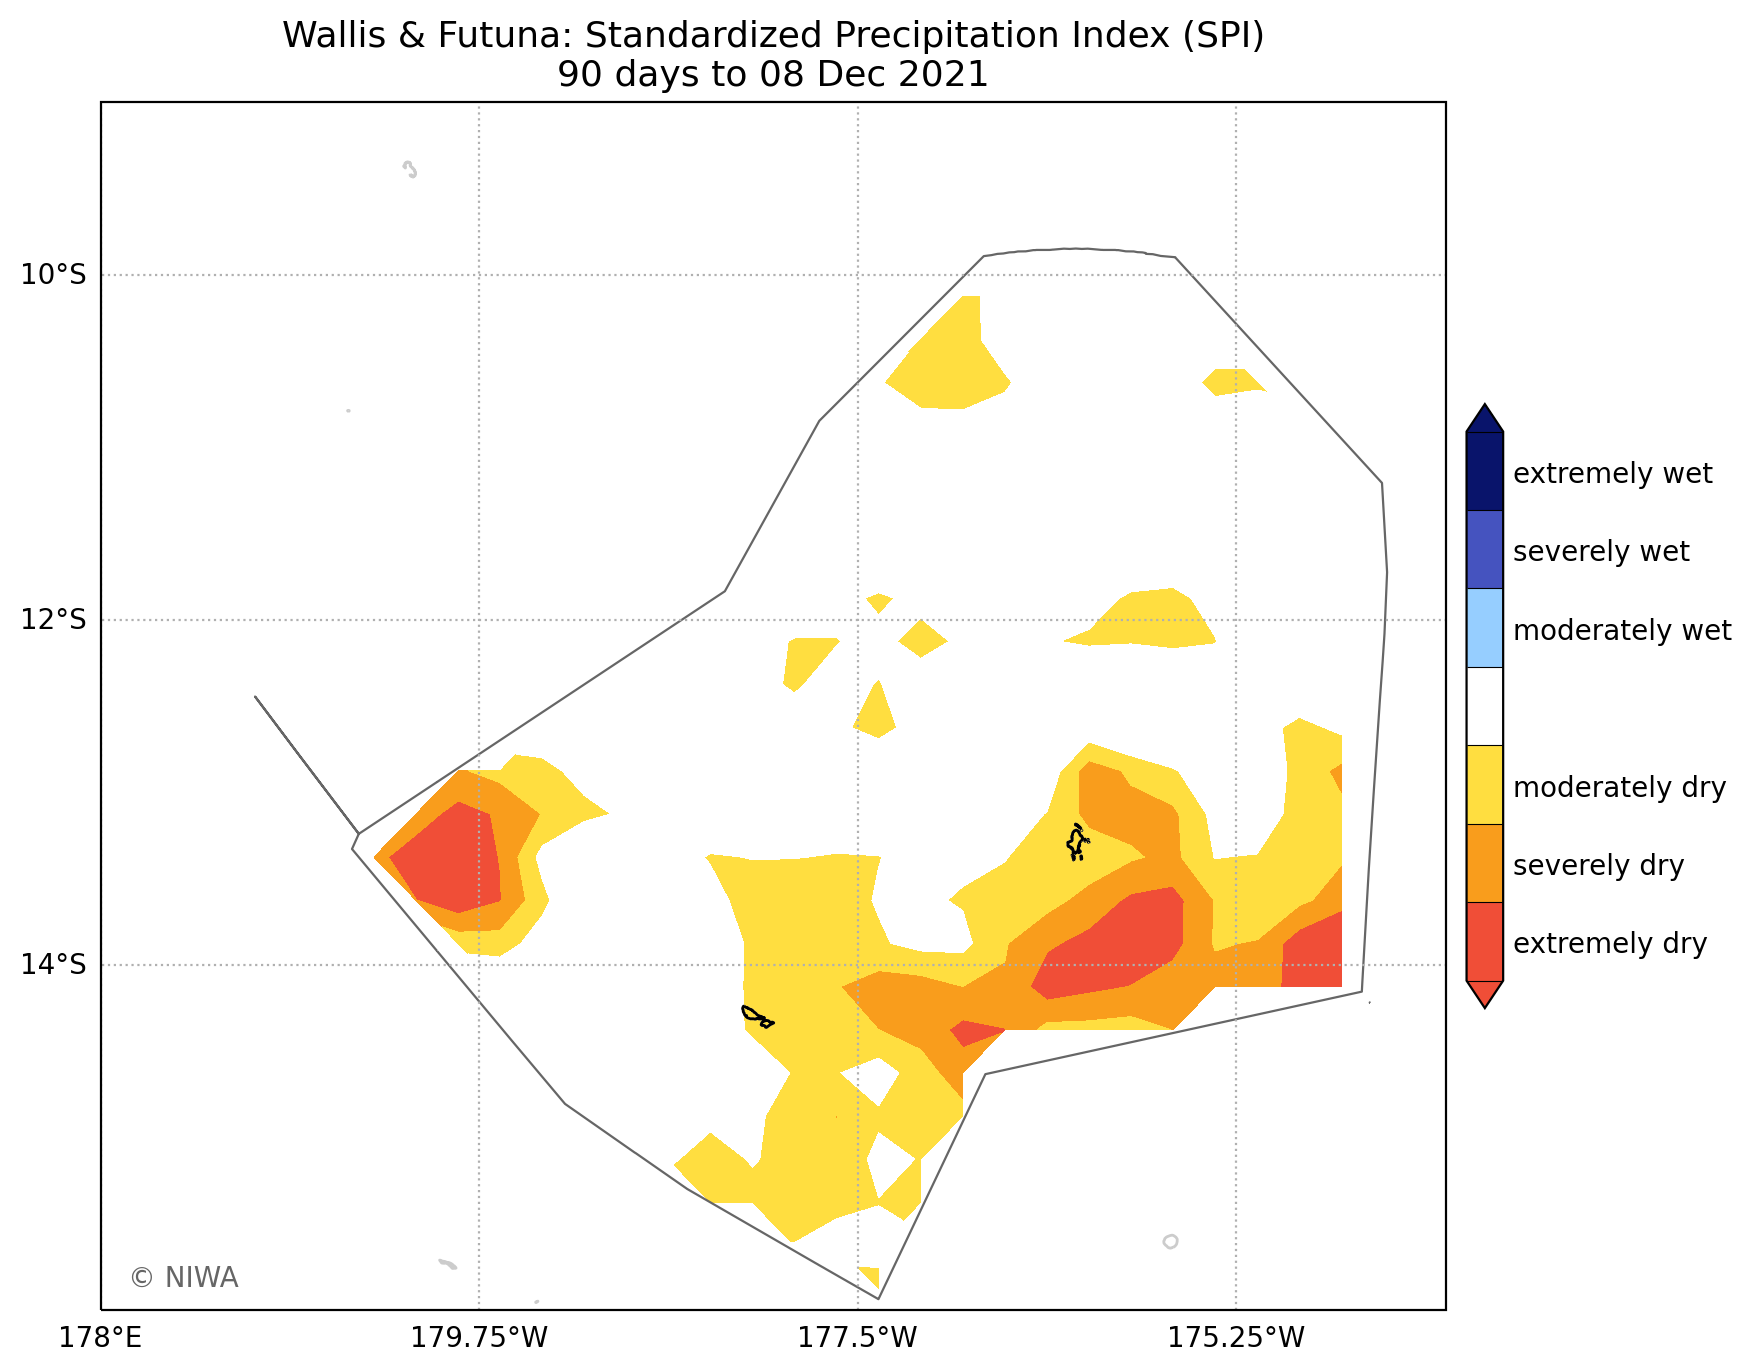 Wallis & Futuna: Standardized Precipitation Index (SPI)
90 days to 08 Dec 2021
10°S
12°S
14°S
178°E
179.75°W
177.5°W
175.25°W
extremely wet
severely wet
moderately wet
moderately dry
severely dry
extremely dry
© NIWA